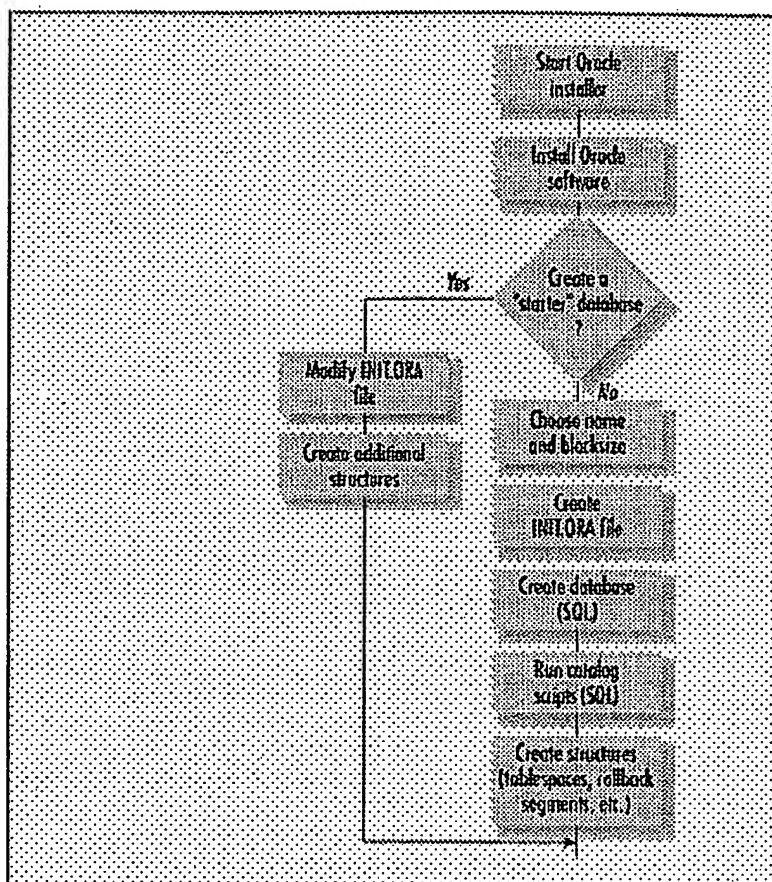 Start Oracle
installer
Install Oracle
software
Create a
"starter" database
?
Yes
No
Modify INIT.ORA
file
Create additional
structures
Choose name
and blocksize
Create
INIT.ORA file
Create database
(SQL)
Run catalog
scripts (SQL)
Create structures
(tablespaces, rollback
segments, etc.)